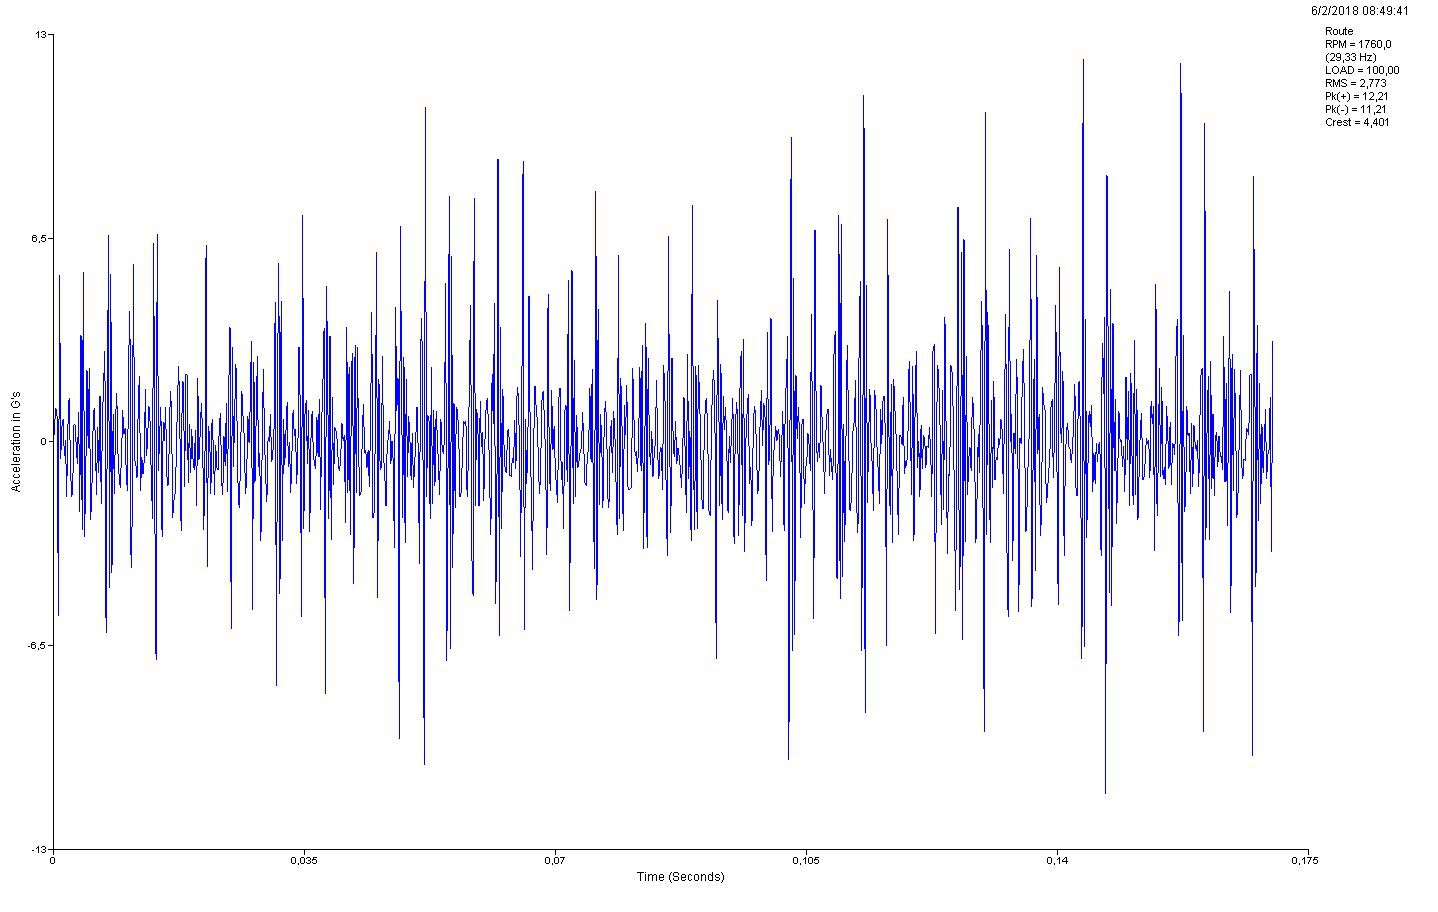 6/2/2018 08:49:41
Route
RPM = 1760,0
(29,33 Hz)
LOAD = 100,00
RMS = 2,773
Pk(+) = 12,21
Pk(-) = 11,21
Crest = 4,401
13
6,5
0
-6,5
-13
Acceleration in G's
0
0,035
0,07
0,105
0,14
0,175
Time (Seconds)